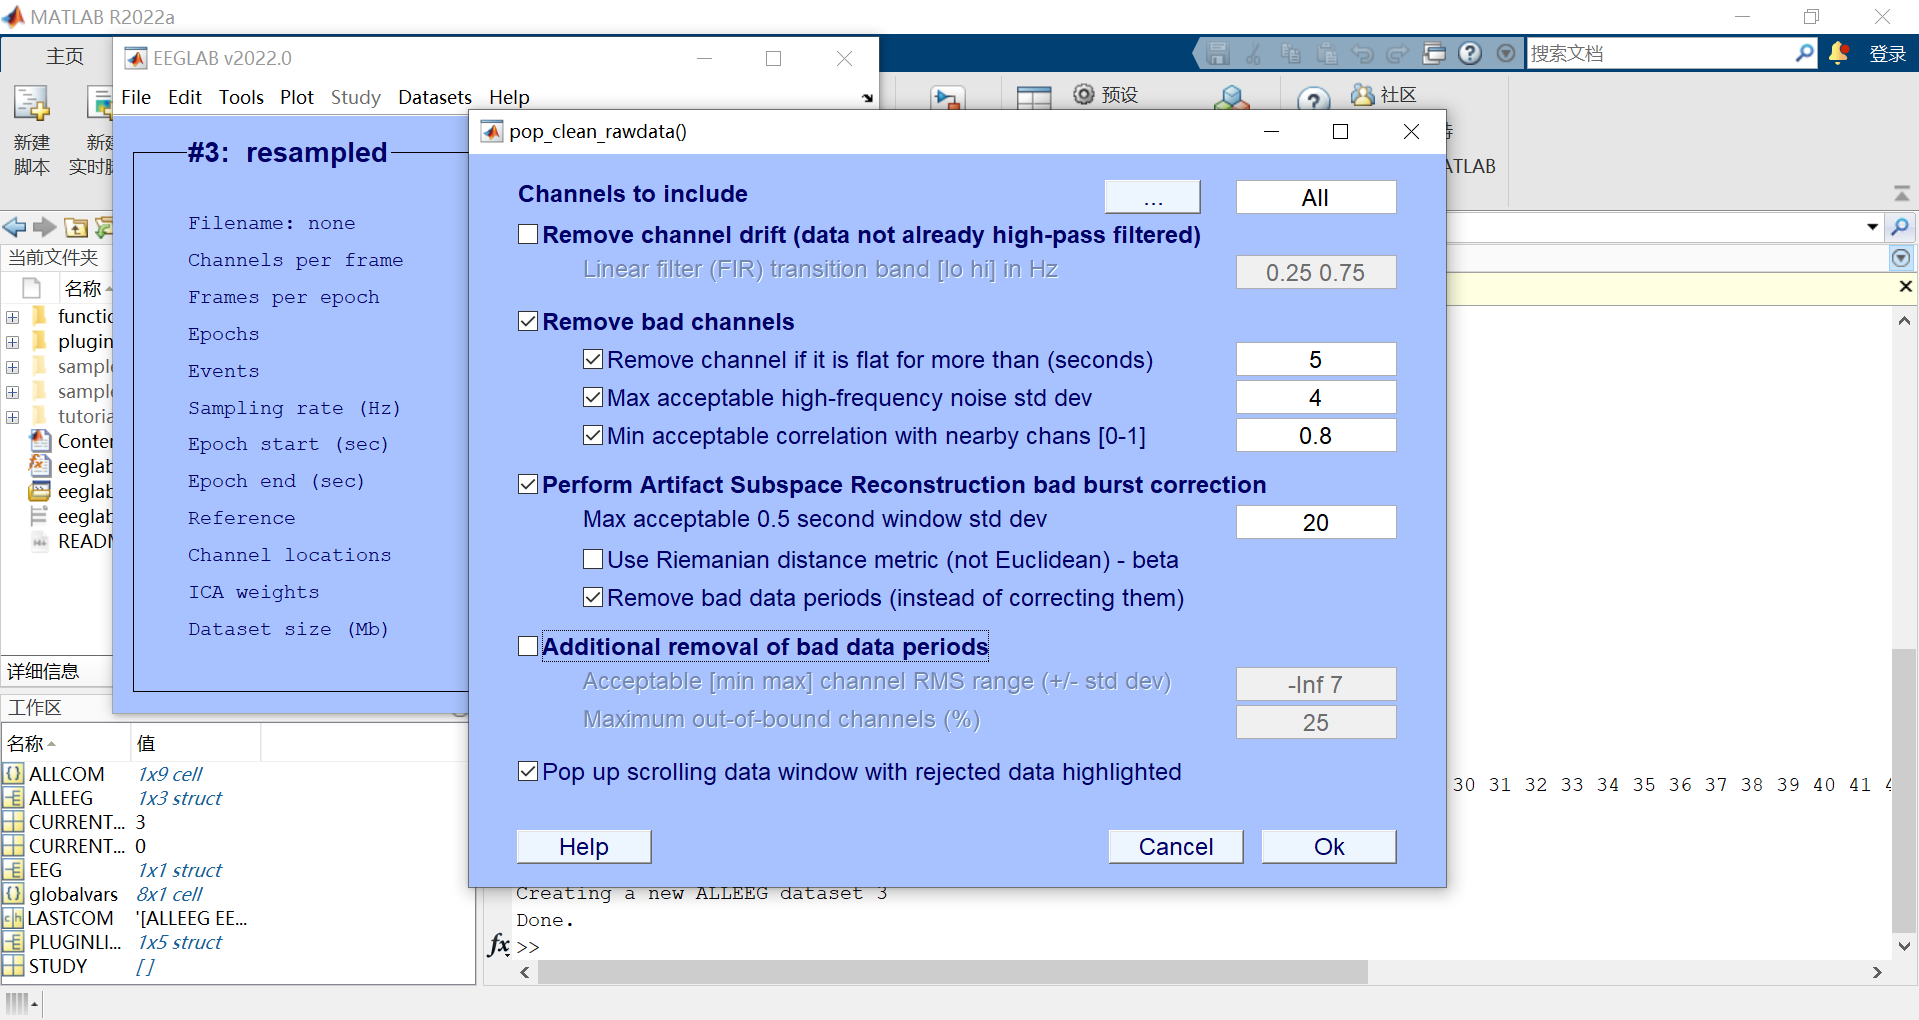 MATLAB R2022a
主页
EEGLAB v2022.0
搜索文档
登录
File Edit Tools Plot Study Datasets Help
预设
社区
新建
脚本
新建
实时脚
MATLAB
pop_clean_rawdata()
#3: resampled
Filename: none
Channels per frame
Frames per epoch
Epochs
Events
Sampling rate (Hz)
Epoch start (sec)
Epoch end (sec)
Reference
Channel locations
ICA weights
Dataset size (Mb)
Channels to include ... All
Remove channel drift (data not already high-pass filtered)
Linear filter (FIR) transition band [lo hi] in Hz 0.25 0.75
Remove bad channels
Remove channel if it is flat for more than (seconds) 5
Max acceptable high-frequency noise std dev 4
Min acceptable correlation with nearby chans [0-1] 0.8
Perform Artifact Subspace Reconstruction bad burst correction
Max acceptable 0.5 second window std dev 20
Use Riemanian distance metric (not Euclidean) - beta
Remove bad data periods (instead of correcting them)
Additional removal of bad data periods
Acceptable [min max] channel RMS range (+/- std dev) -Inf 7
Maximum out-of-bound channels (%) 25
Pop up scrolling data window with rejected data highlighted
Help Cancel Ok
当前文件夹
名称
functio
plugin
sample
sample
tutoria
Conter
eeglab
eeglab
eeglab
READM
详细信息
工作区
名称 值
ALLCOM 1x9 cell
ALLEEG 1x3 struct
CURRENT... 3
CURRENT... 0
EEG 1x1 struct
globalvars 8x1 cell
LASTCOM '[ALLEEG EE...
PLUGINLI... 1x5 struct
STUDY []
30 31 32 33 34 35 36 37 38 39 40 41 4
Creating a new ALLEEG dataset 3
Done.
fx >>